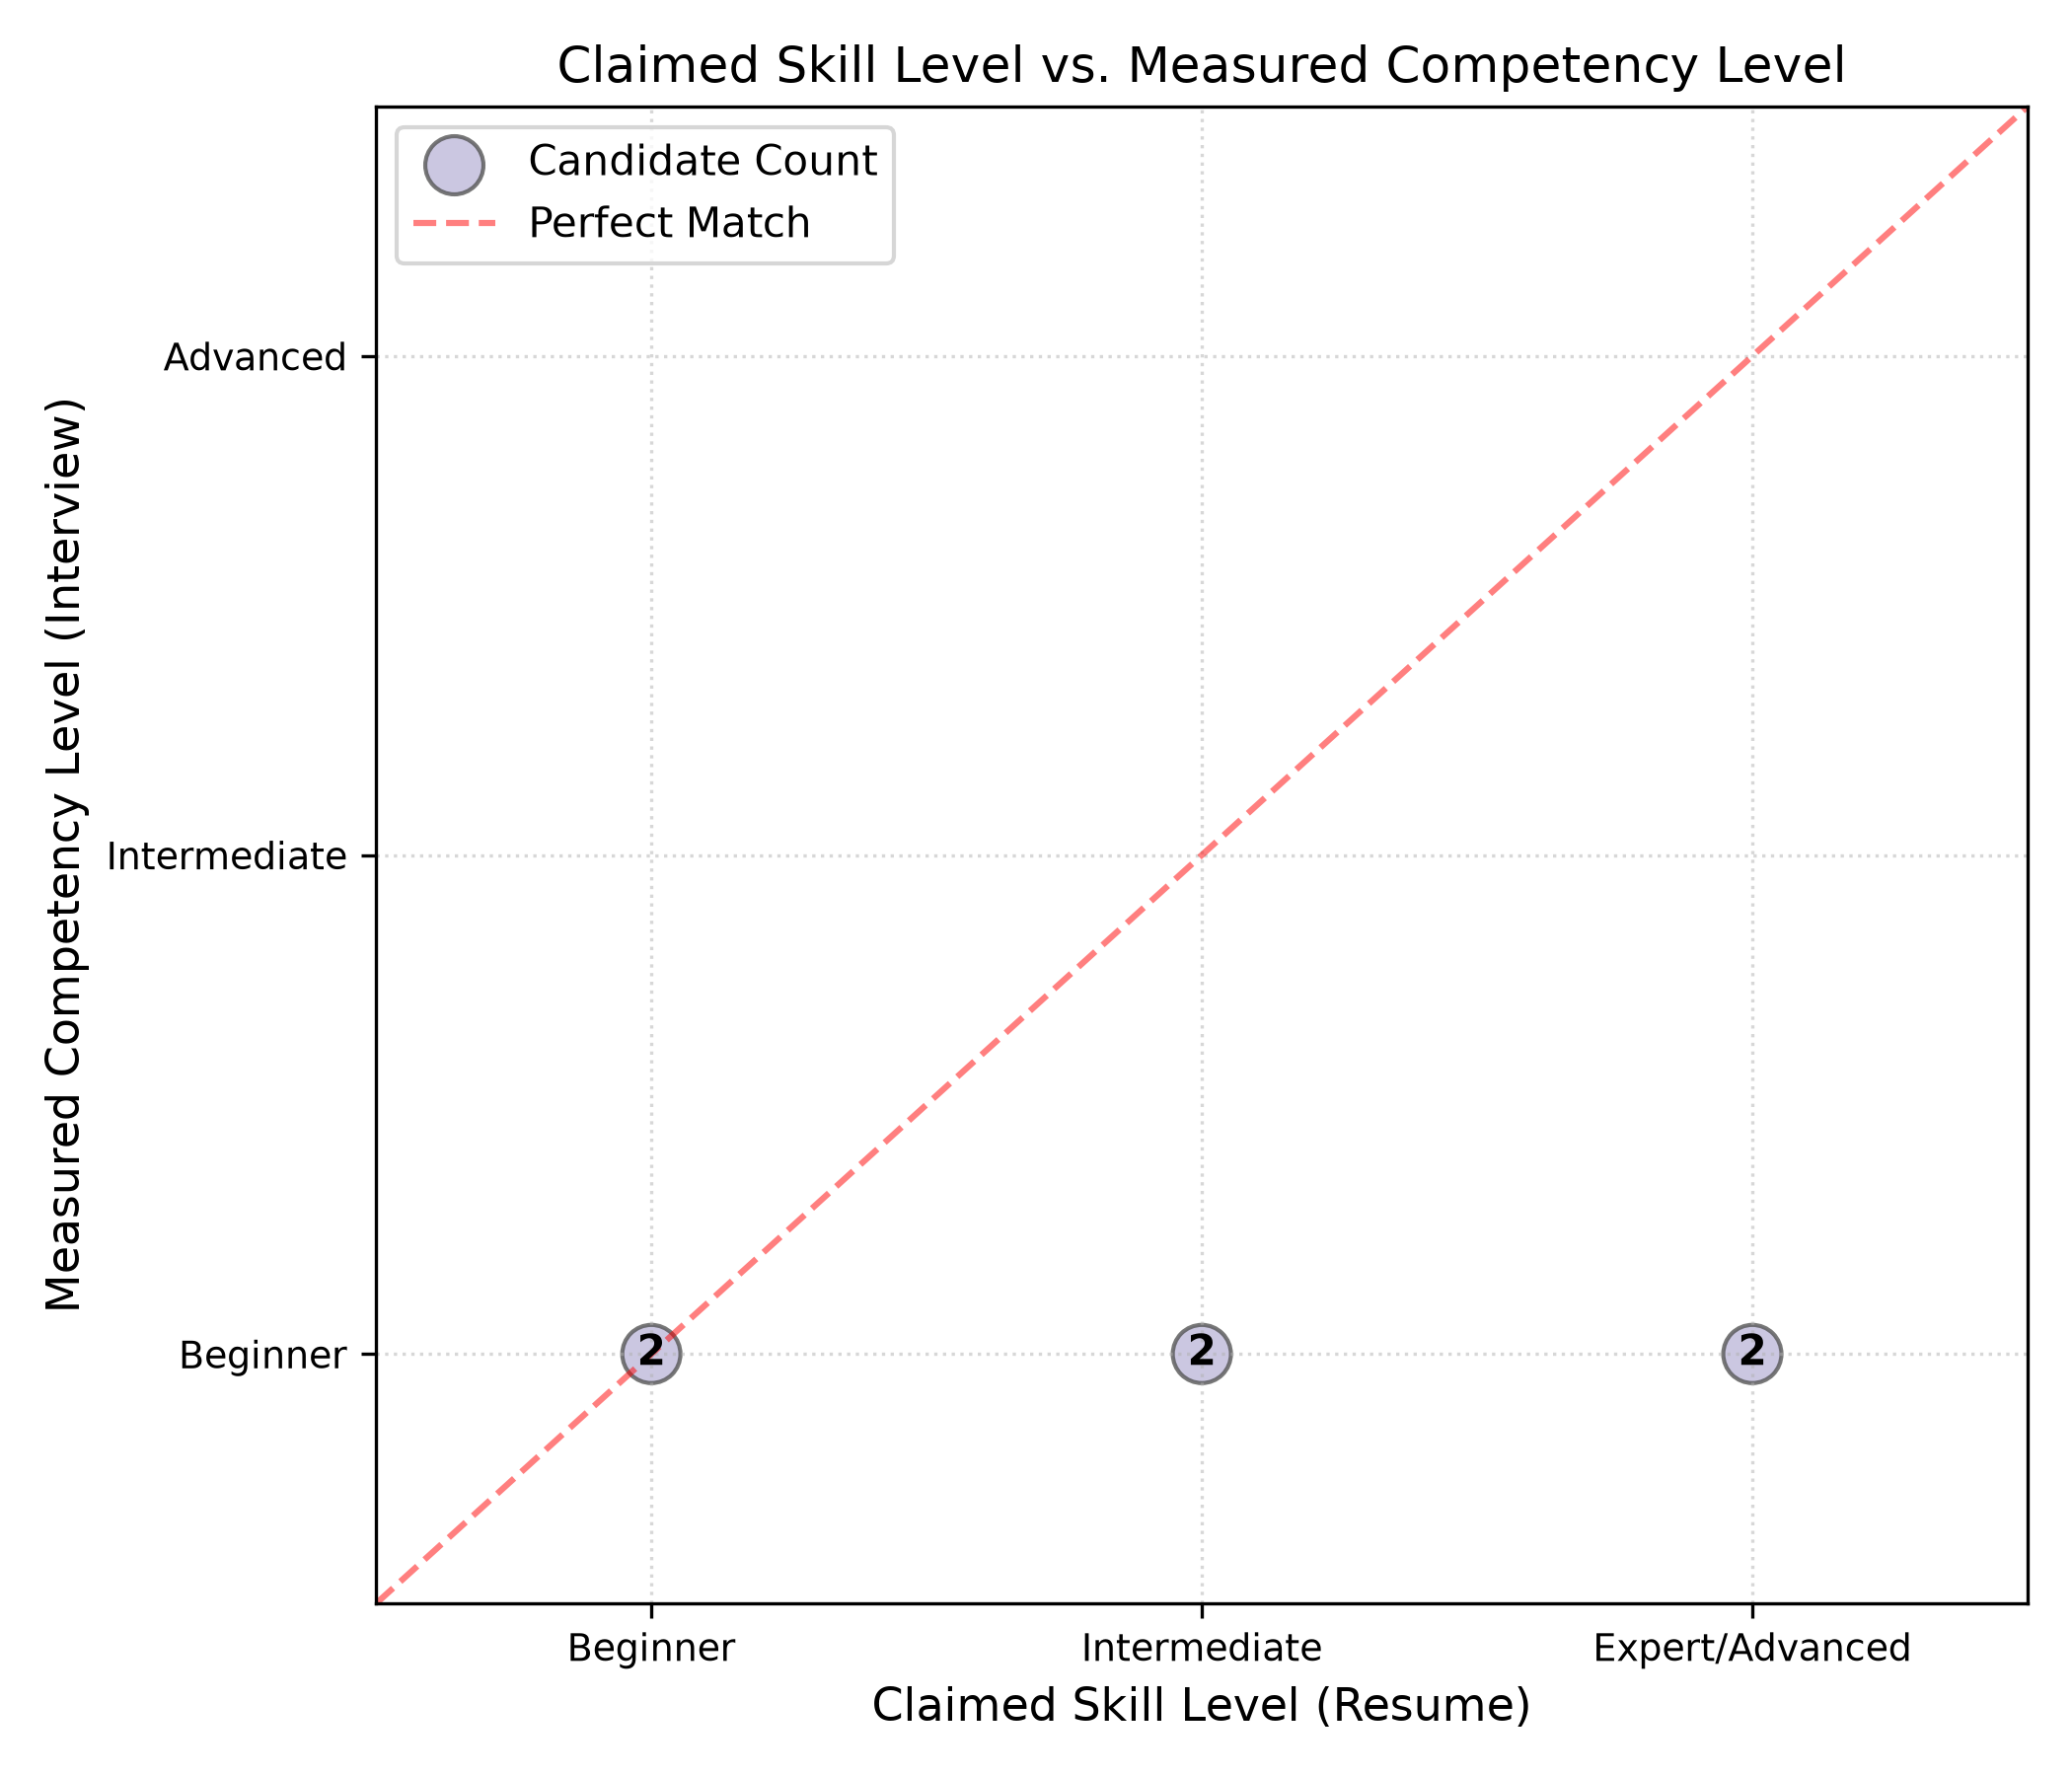 Claimed Skill Level vs. Measured Competency Level
Candidate Count
Perfect Match
Measured Competency Level (Interview)
Advanced
Intermediate
Beginner
2
2
2
Beginner
Intermediate
Expert/Advanced
Claimed Skill Level (Resume)